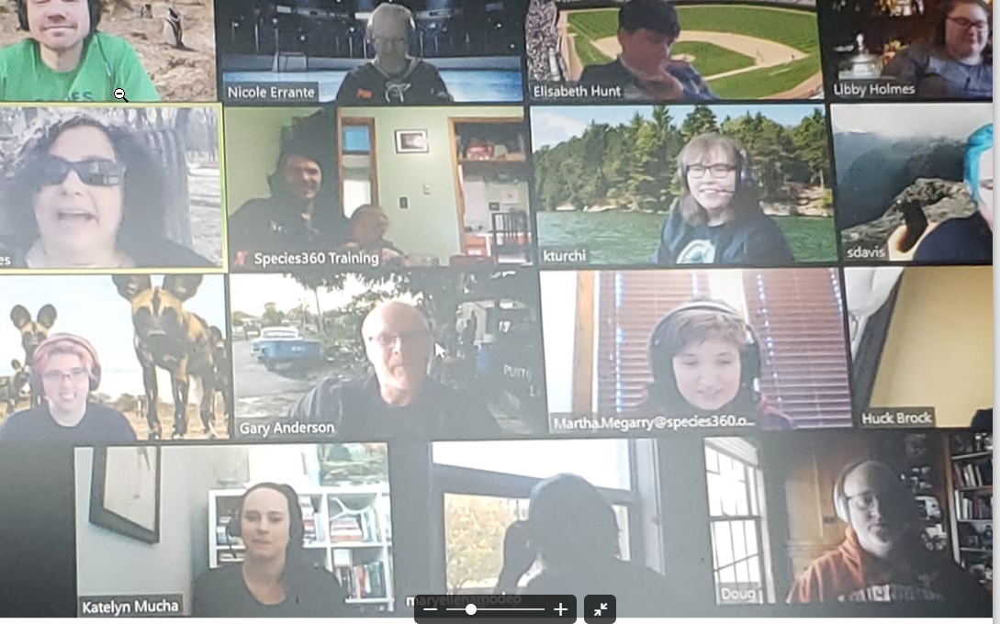 Nicole Errante
Elisabeth Hunt
Libby Holmes
es
Species360 Training
kturchi
sdavis
Gary Anderson
Martha.Megarry@species360.o...
Huck Brock
Katelyn Mucha
maryellenamodeo
Doug